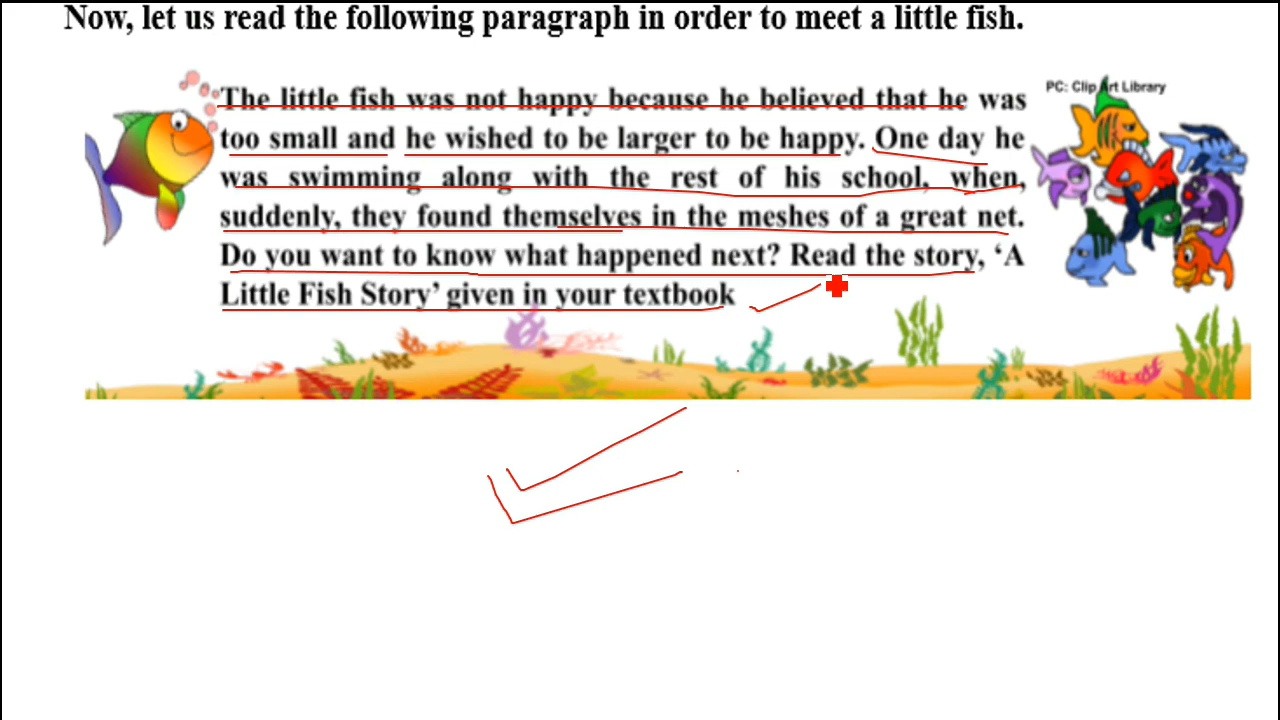 Now, let us read the following paragraph in order to meet a little fish.
PC: Clip Art Library
The little fish was not happy because he believed that he was
too small and he wished to be larger to be happy. One day he
was swimming along with the rest of his school, when,
suddenly, they found themselves in the meshes of a great net.
Do you want to know what happened next? Read the story, ‘A
Little Fish Story’ given in your textbook